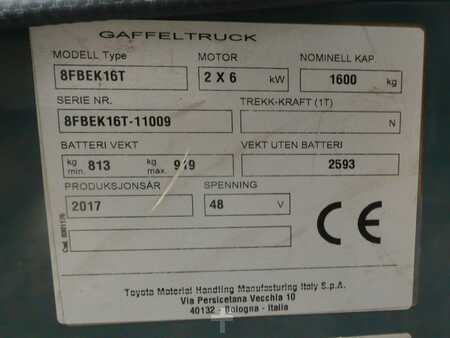 GAFFELTRUCK
MODELL Type MOTOR NOMINELL KAP.
8FBEK16T 2 X 6 kW 1600 kg
SERIE NR. TREKK-KRAFT (1T)
8FBEK16T-11009 N
BATTERI VEKT VEKT UTEN BATTERI
kg min. 813 kg max. 919 2593
PRODUKSJONSÅR SPENNING
2017 48 V
CE
Toyota Material Handling Manufacturing Italy S.p.A.
Via Persicetana Vecchia 10
40132 - Bologna - Italia